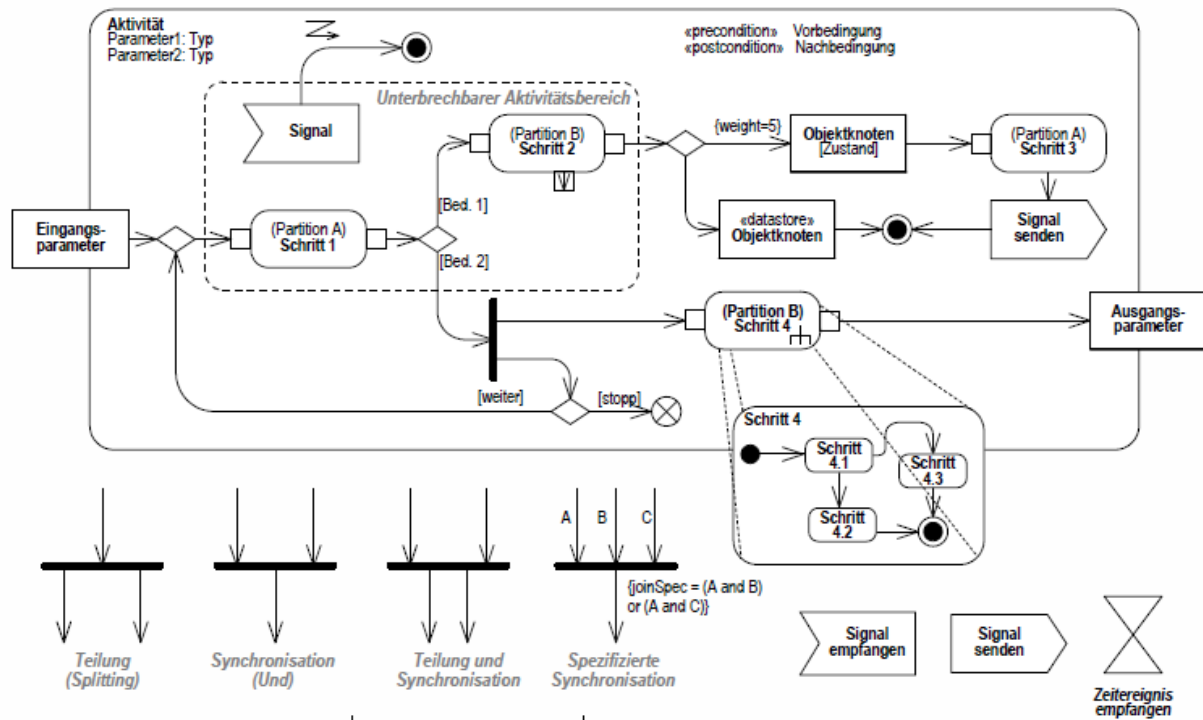 Aktivität
Parameter1: Typ
Parameter2: Typ
«precondition» Vorbedingung
«postcondition» Nachbedingung
Unterbrechbarer Aktivitätsbereich
Signal
(Partition B)
Schritt 2
{weight=5}
Objektknoten
[Zustand]
(Partition A)
Schritt 3
[Bed. 1]
Eingangs-
parameter
(Partition A)
Schritt 1
[Bed. 2]
«datastore»
Objektknoten
Signal
senden
(Partition B)
Schritt 4
Ausgangs-
parameter
[weiter]
[stopp]
Schritt 4
Schritt
4.1
Schritt
4.3
Schritt
4.2
A
B
C
{joinSpec = (A and B)
or (A and C)}
Teilung
(Splitting)
Synchronisation
(Und)
Teilung und
Synchronisation
Spezifizierte
Synchronisation
Signal
empfangen
Signal
senden
Zeitereignis
empfangen